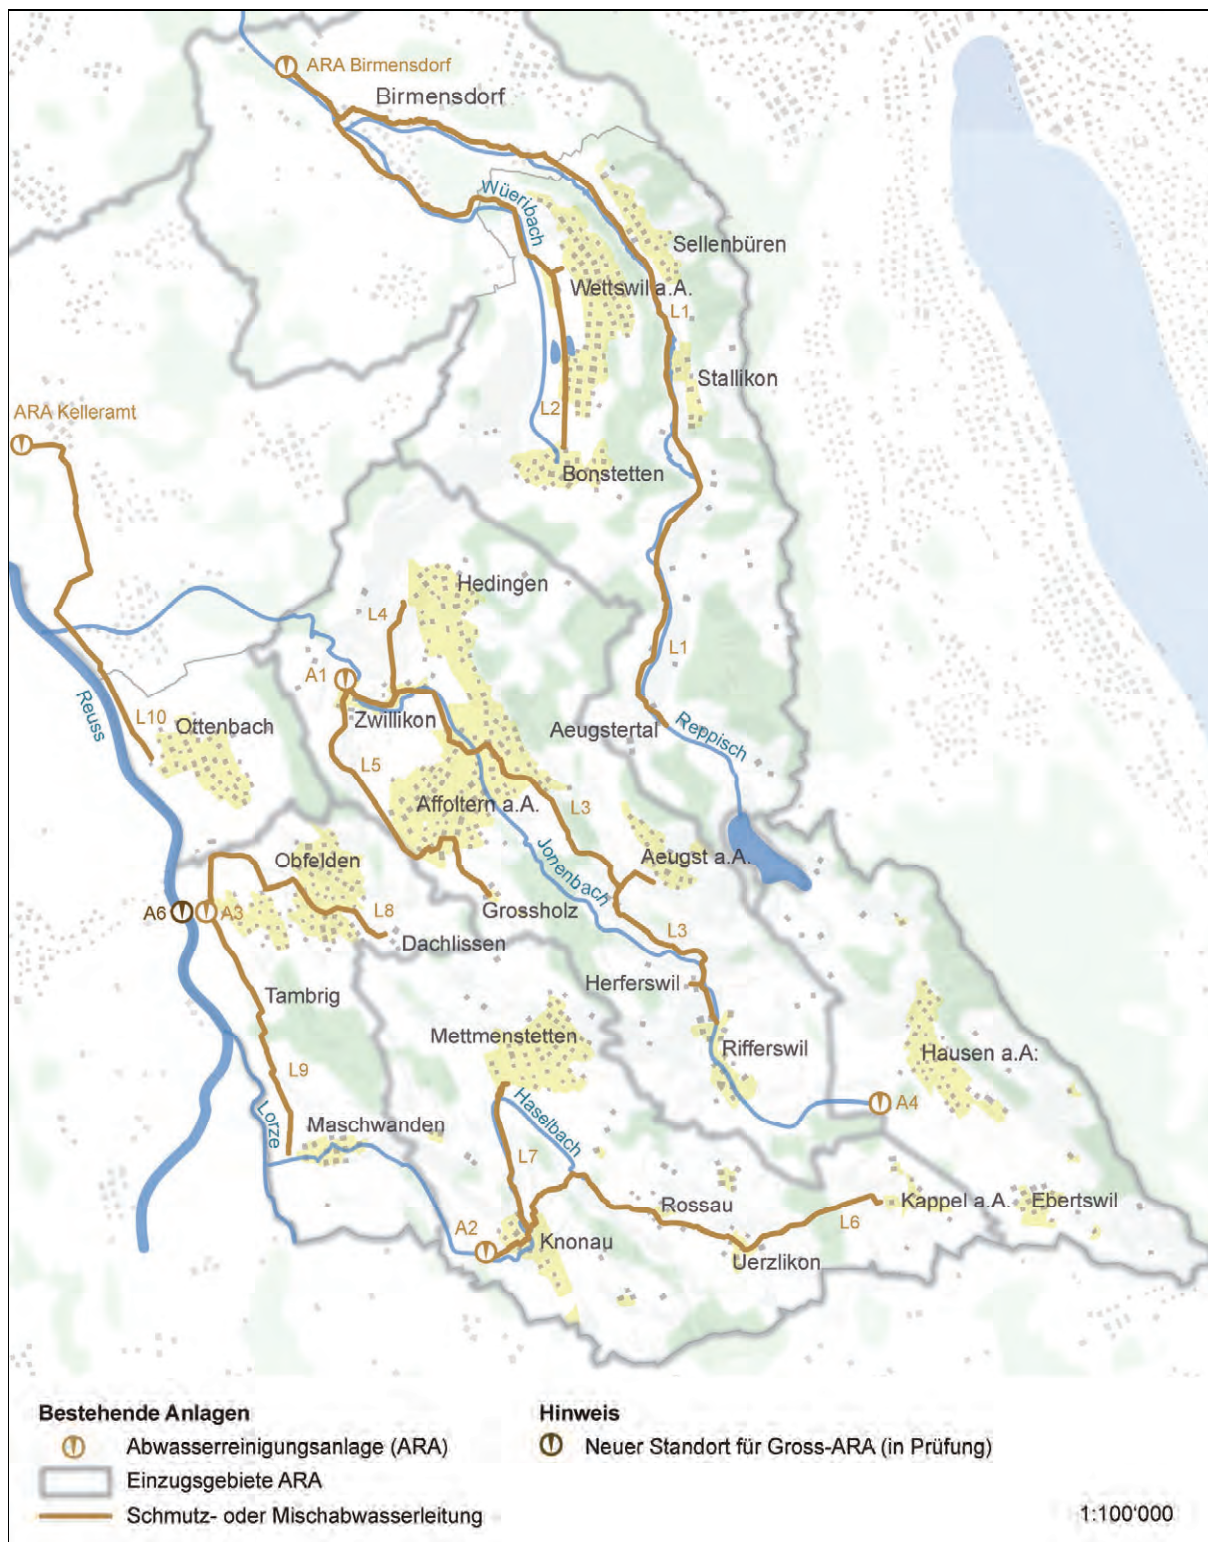 ARA Birmensdorf
Birmensdorf
Wüeribach
Sellenbüren
Wettswil a.A.
L1
Stallikon
ARA Kelleramt
L2
Bonstetten
Hedingen
L4
L1
A1
Reuss
L10
Ottenbach
Zwillikon
Aeugstertal
Reppisch
L5
Affoltern a.A.
L3
Jonenbach
Aeugst a.A.
Obfelden
A6
A3
L8
Grossholz
Dachlissen
L3
Herferswil
Tambrig
Mettmenstetten
Rifferswil
Hausen a.A:
L9
Lorze
Maschwanden
Haselbach
A4
L7
Rossau
L6
Kappel a.A.
Ebertswil
A2
Knonau
Uerzlikon
Bestehende Anlagen
Abwasserreinigungsanlage (ARA)
Einzugsgebiete ARA
Schmutz- oder Mischabwasserleitung
Hinweis
Neuer Standort für Gross-ARA (in Prüfung)
1:100'000